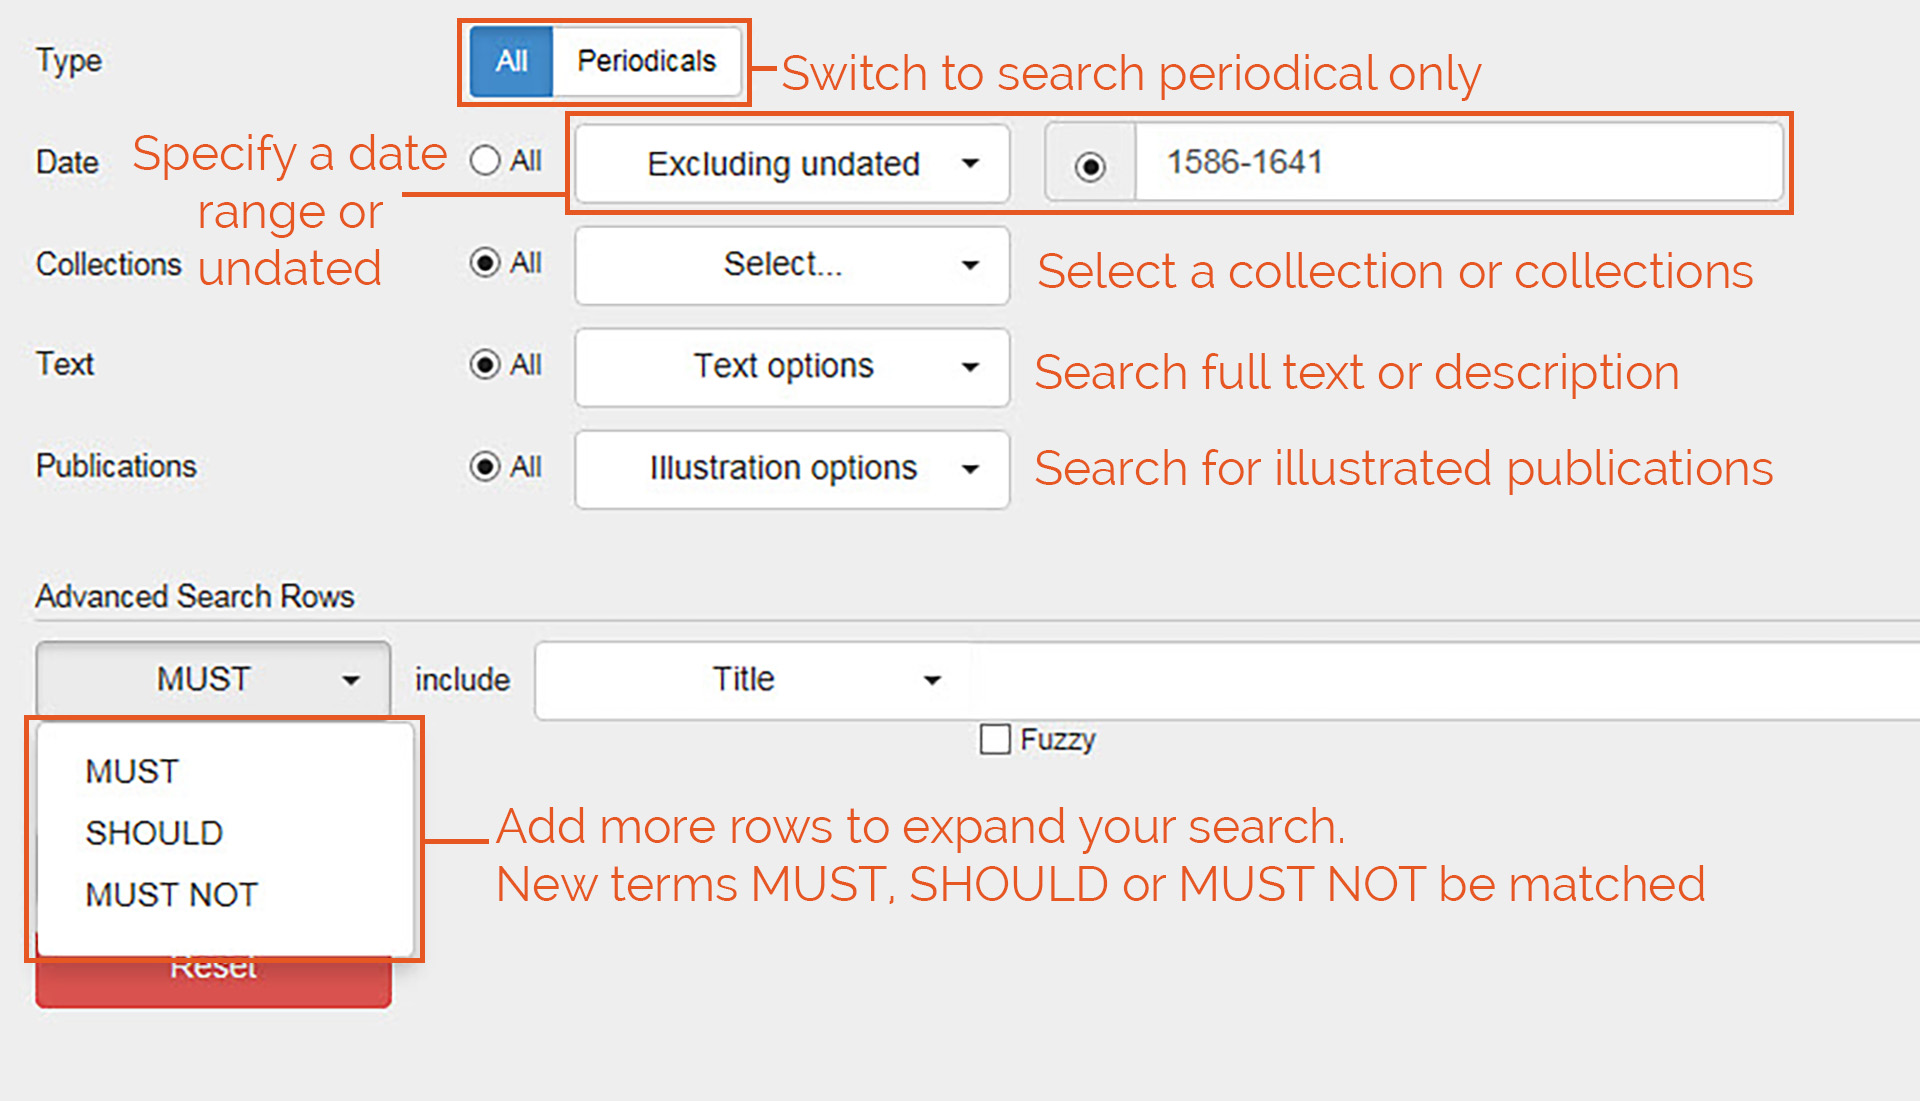 Type
All
Periodicals
Switch to search periodical only
Date
Specify a date
range or
undated
All
Excluding undated
1586-1641
Collections
All
Select...
Select a collection or collections
Text
All
Text options
Search full text or description
Publications
All
Illustration options
Search for illustrated publications
Advanced Search Rows
MUST
include
Title
Fuzzy
MUST
SHOULD
MUST NOT
Add more rows to expand your search.
New terms MUST, SHOULD or MUST NOT be matched
Reset